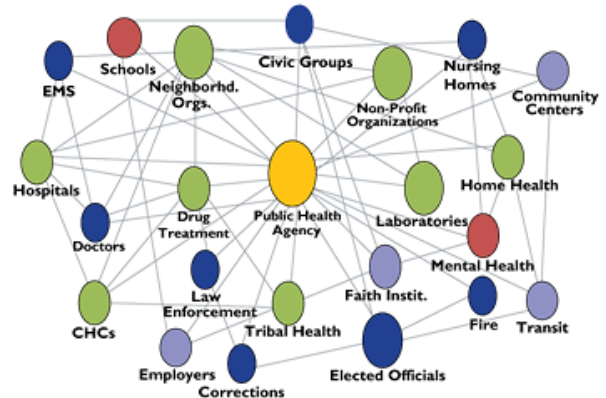 Schools
Civic Groups
EMS
Neighborhd.
Orgs.
Nursing
Homes
Non-Profit
Organizations
Community
Centers
Hospitals
Doctors
Drug
Treatment
Public Health
Agency
Laboratories
Home Health
Mental Health
Law
Enforcement
Faith Instit.
CHCs
Tribal Health
Fire
Transit
Employers
Corrections
Elected Officials